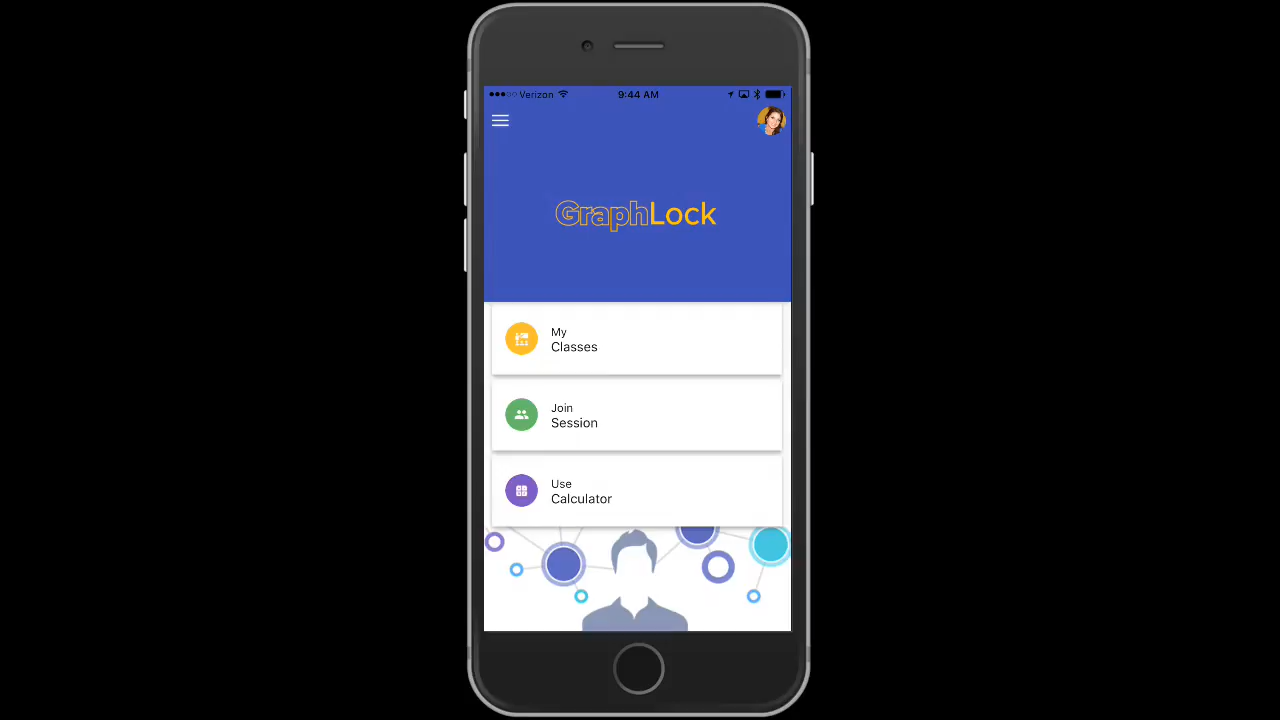 Verizon 9:44 AM
GraphLock
My
Classes
Join
Session
Use
Calculator